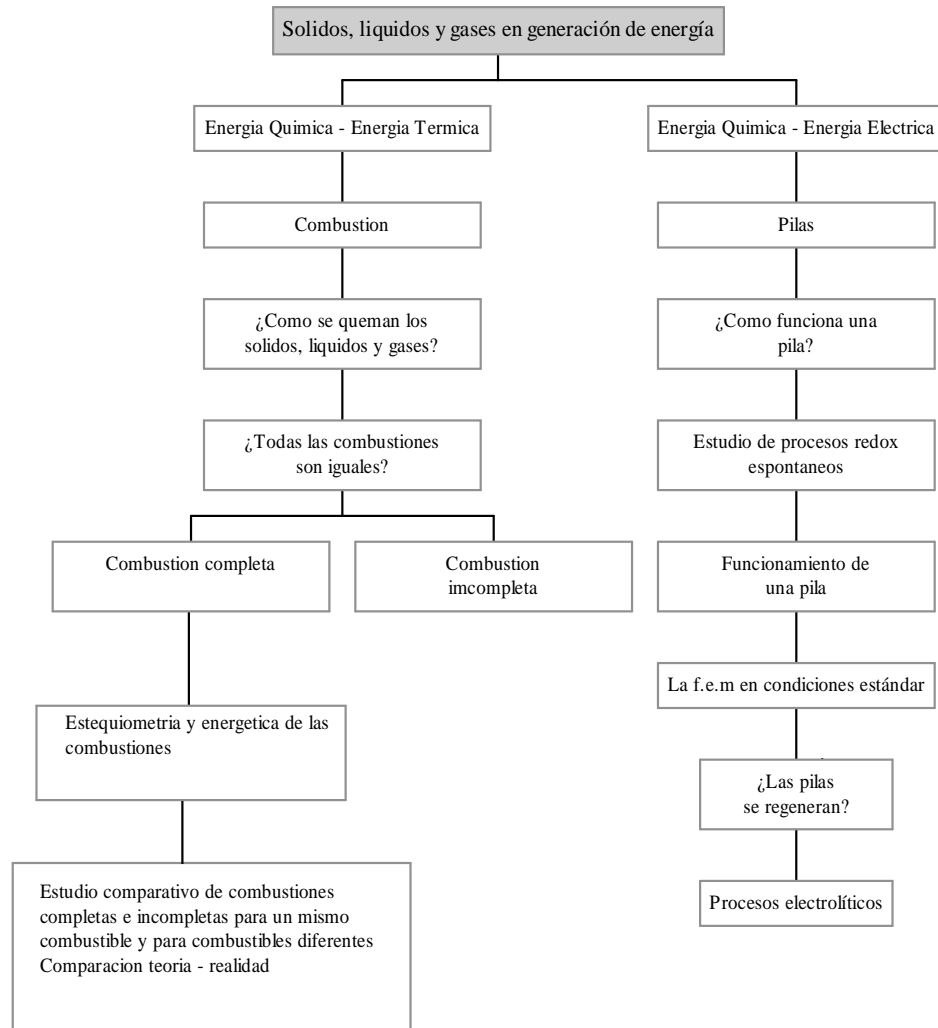 Solidos, liquidos y gases en generación de energía
Energia Quimica - Energia Termica
Energia Quimica - Energia Electrica
Combustion
Pilas
¿Como se queman los
solidos, liquidos y gases?
¿Como funciona una
pila?
¿Todas las combustiones
son iguales?
Estudio de procesos redox
espontaneos
Combustion completa
Combustion
imcompleta
Funcionamiento de
una pila
La f.e.m en condiciones estándar
Estequiometria y energetica de las
combustiones
¿Las pilas
se regeneran?
Estudio comparativo de combustiones
completas e incompletas para un mismo
combustible y para combustibles diferentes
Comparacion teoria - realidad
Procesos electrolíticos